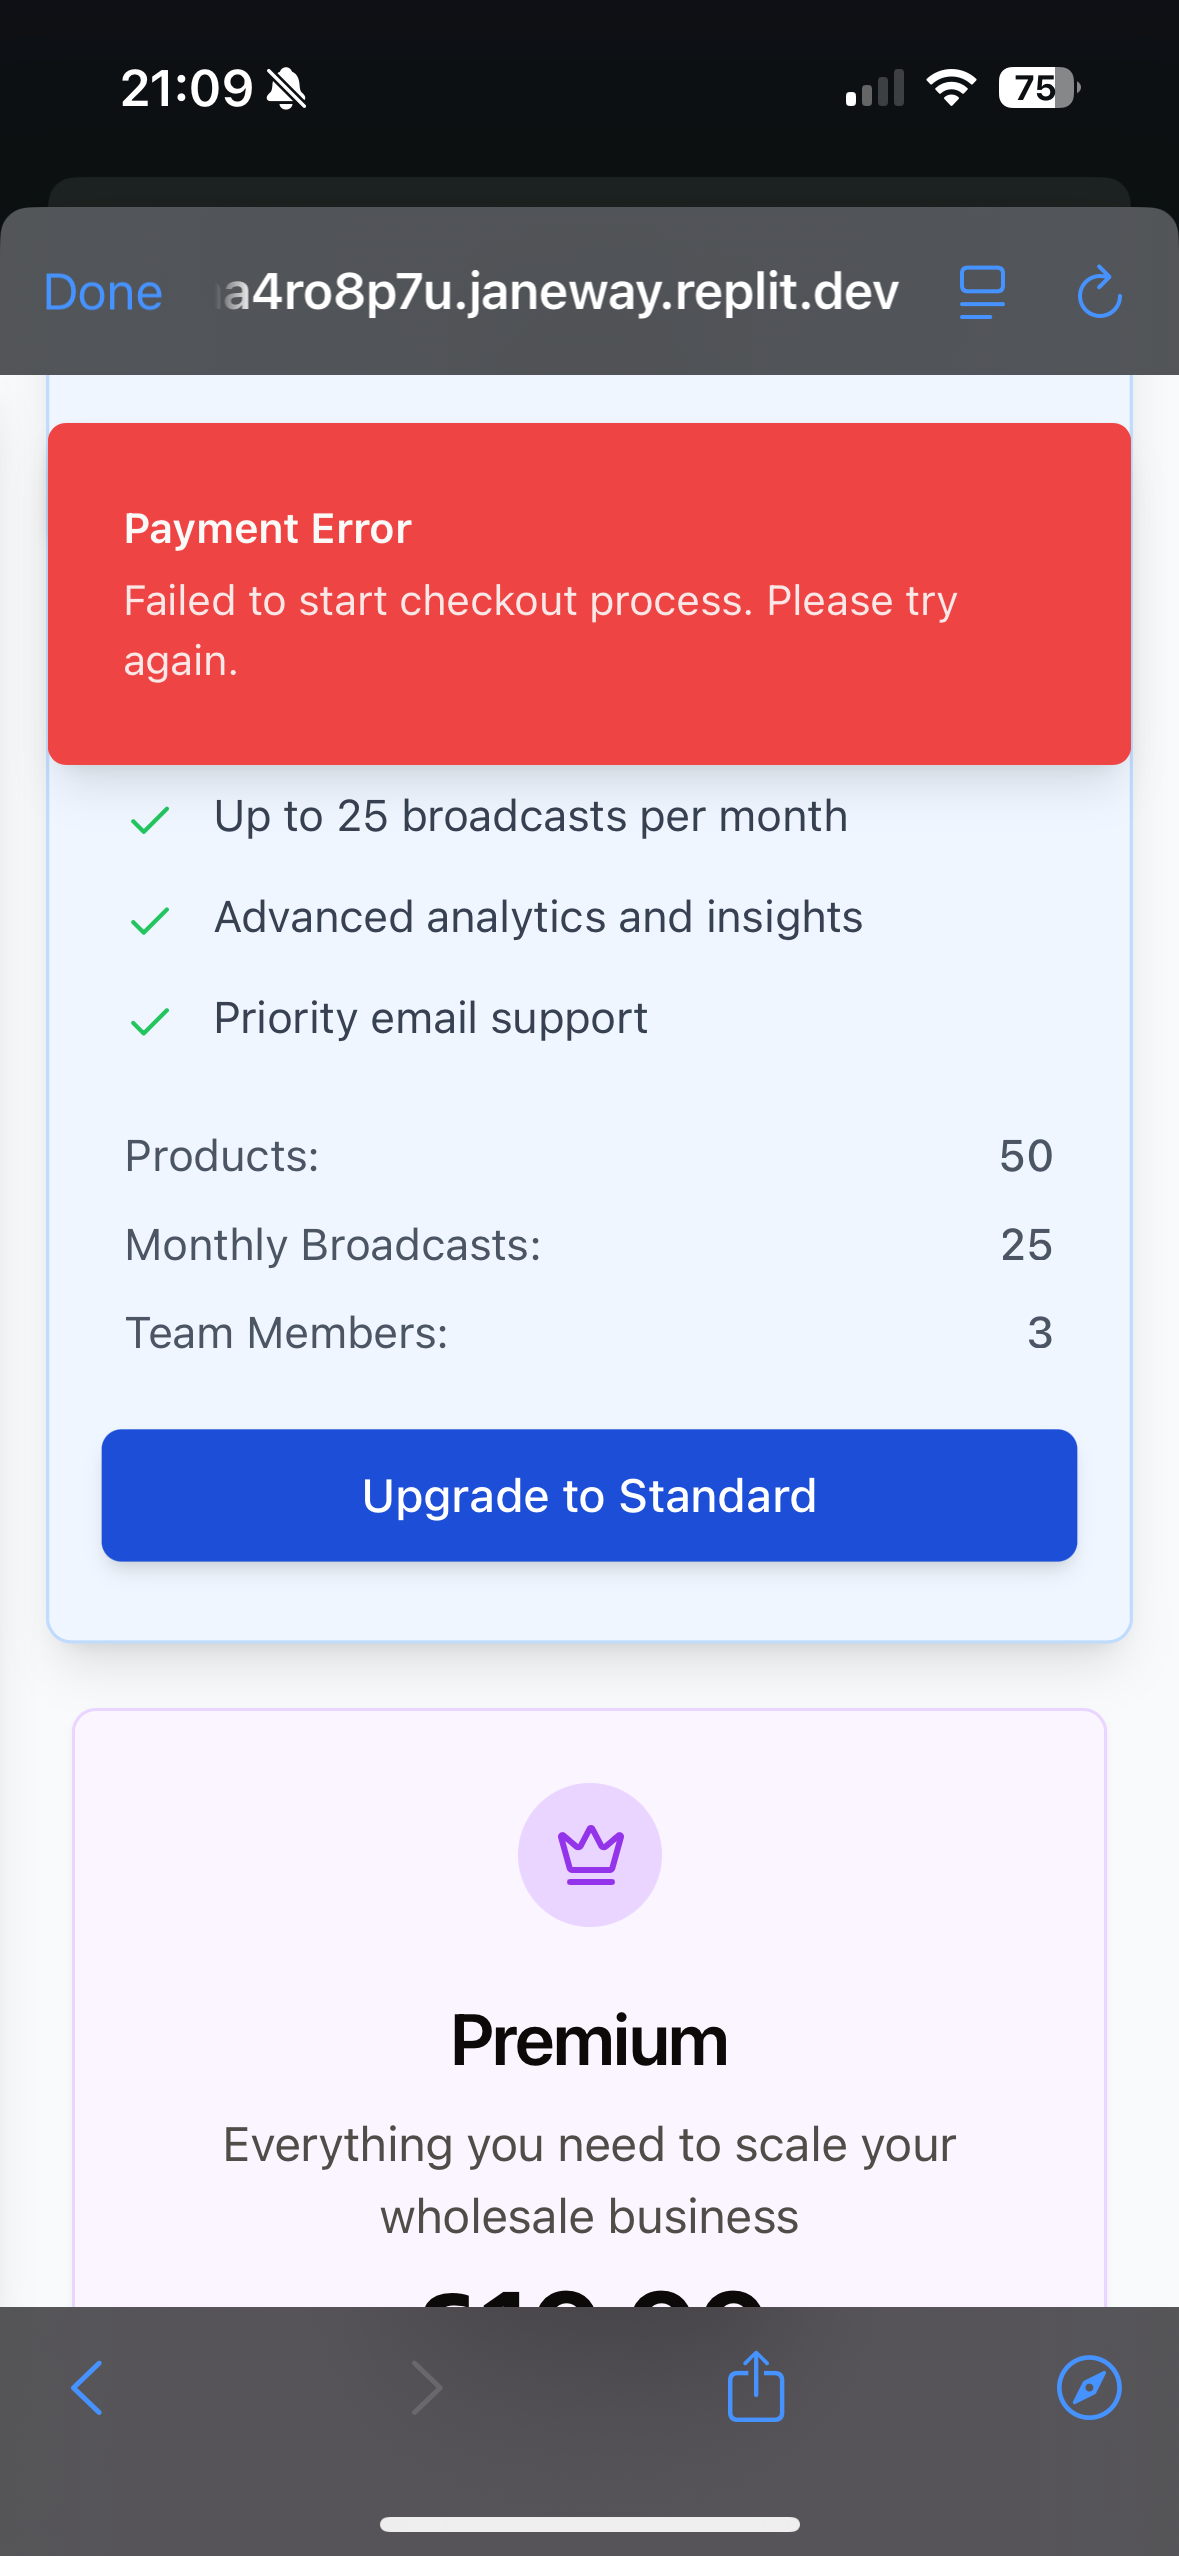 21:09
75
Done
a4ro8p7u.janeway.replit.dev
Payment Error
Failed to start checkout process. Please try
again.
Up to 25 broadcasts per month
Advanced analytics and insights
Priority email support
Products: 50
Monthly Broadcasts: 25
Team Members: 3
Upgrade to Standard
Premium
Everything you need to scale your
wholesale business